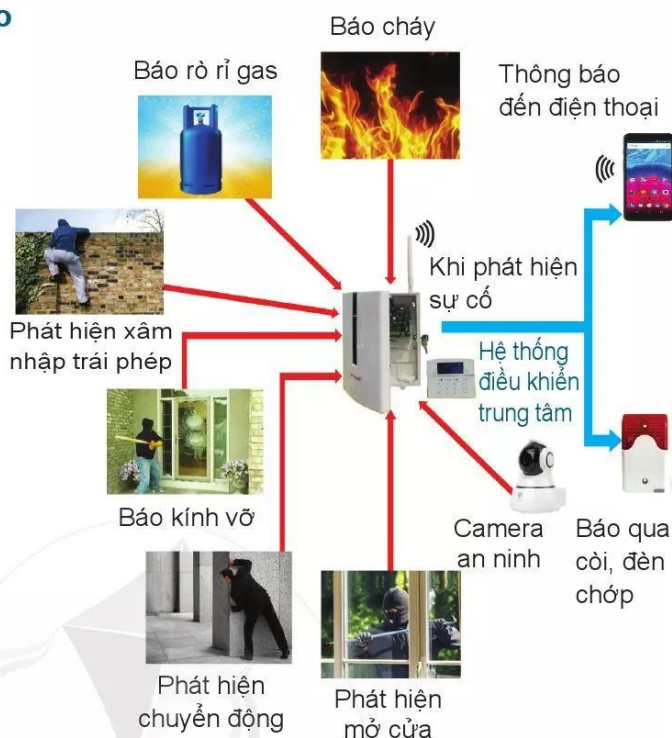 o
Báo cháy
Báo rò rỉ gas
Thông báo
đến điện thoại
Khi phát hiện
sự cố
Phát hiện xâm
nhập trái phép
Hệ thống
điều khiển
trung tâm
Báo kính vỡ
Camera
an ninh
Báo qua
còi, đèn
chớp
Phát hiện
chuyển động
Phát hiện
mở cửa